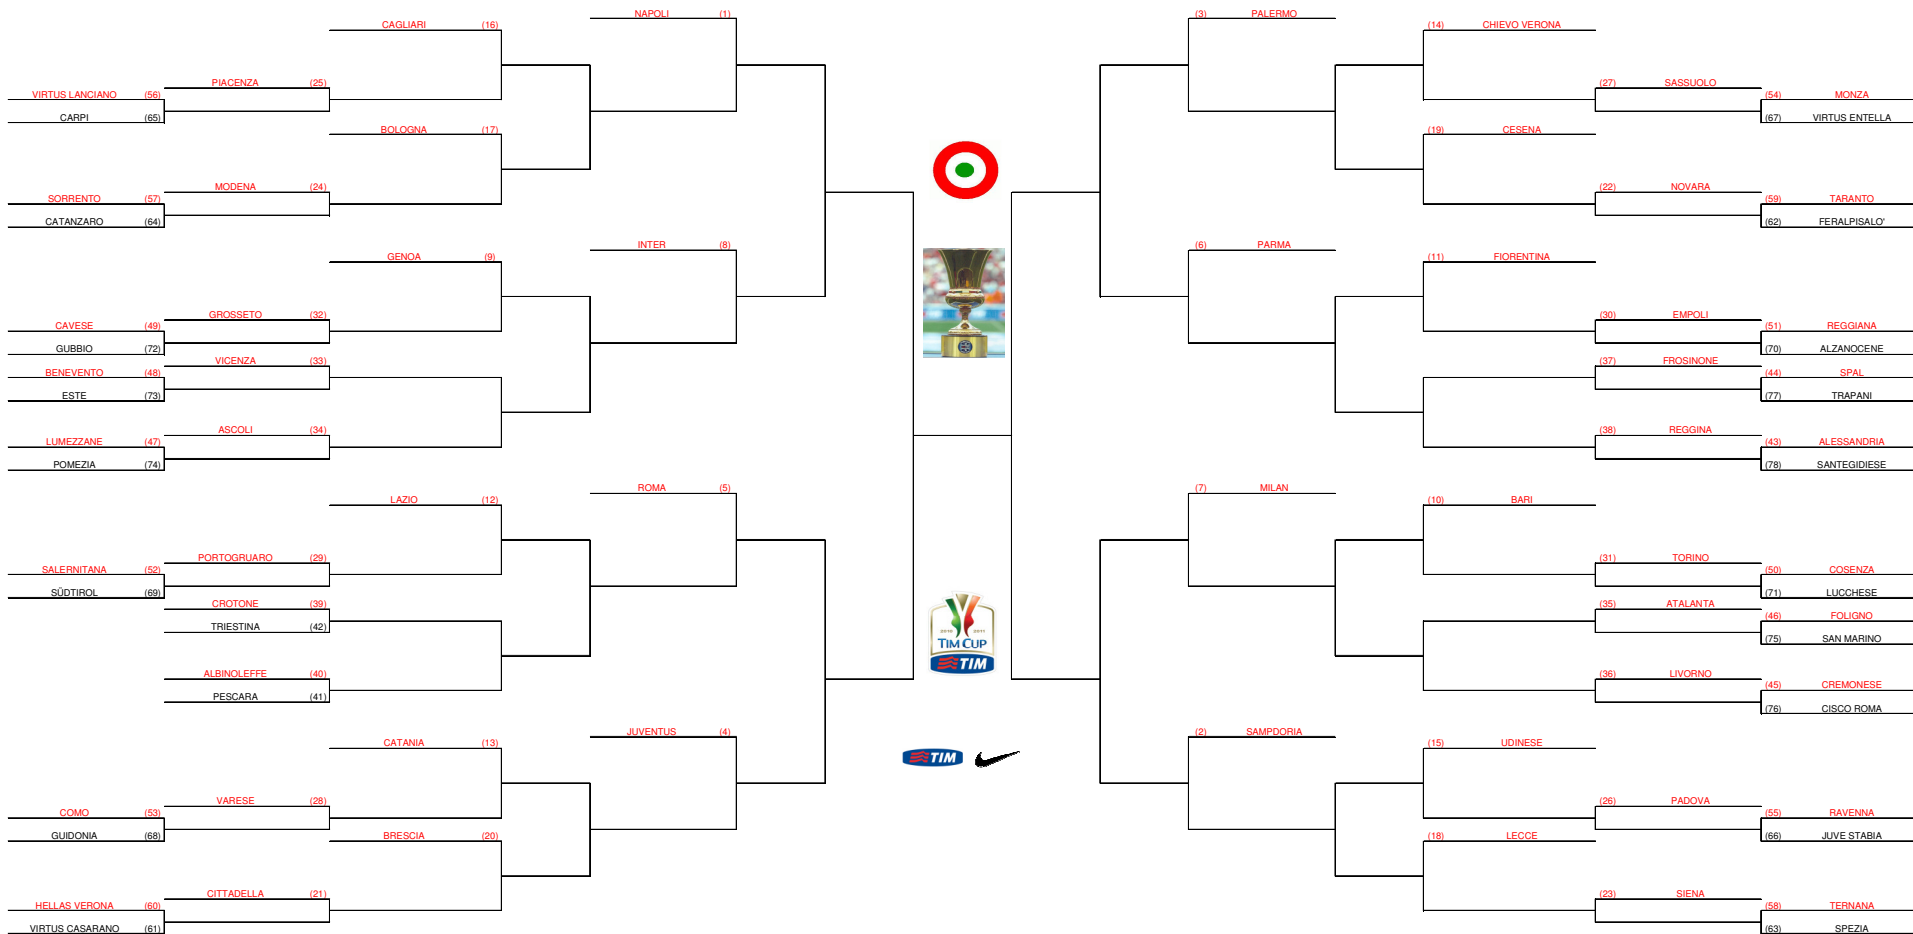 NAPOLI (1)
(3) PALERMO
CAGLIARI (16)
(14) CHIEVO VERONA
PIACENZA (25)
(27) SASSUOLO
VIRTUS LANCIANO (56)
(54) MONZA
CARPI (65)
(67) VIRTUS ENTELLA
BOLOGNA (17)
(19) CESENA
MODENA (24)
(22) NOVARA
SORRENTO (57)
(59) TARANTO
CATANZARO (64)
(62) FERALPISALO'
INTER (8)
(6) PARMA
GENOA (9)
(11) FIORENTINA
GROSSETO (32)
(30) EMPOLI
CAVESE (49)
(51) REGGIANA
GUBBIO (72)
(70) ALZANOCENE
VICENZA (33)
(37) FROSINONE
BENEVENTO (48)
(44) SPAL
ESTE (73)
(77) TRAPANI
ASCOLI (34)
(38) REGGINA
LUMEZZANE (47)
(43) ALESSANDRIA
POMEZIA (74)
(78) SANTEGIDIESE
ROMA (5)
(7) MILAN
LAZIO (12)
(10) BARI
PORTOGRUARO (29)
(31) TORINO
SALERNITANA (52)
(50) COSENZA
SÜDTIROL (69)
(71) LUCCHESE
CROTONE (39)
(35) ATALANTA
TRIESTINA (42)
(46) FOLIGNO
(75) SAN MARINO
2010 2011
TIM CUP
TIM
ALBINOLEFFE (40)
(36) LIVORNO
PESCARA (41)
(45) CREMONESE
(76) CISCO ROMA
JUVENTUS (4)
(2) SAMPDORIA
CATANIA (13)
(15) UDINESE
TIM
VARESE (28)
(26) PADOVA
COMO (53)
(55) RAVENNA
GUIDONIA (68)
(66) JUVE STABIA
BRESCIA (20)
(18) LECCE
CITTADELLA (21)
(23) SIENA
HELLAS VERONA (60)
(58) TERNANA
VIRTUS CASARANO (61)
(63) SPEZIA